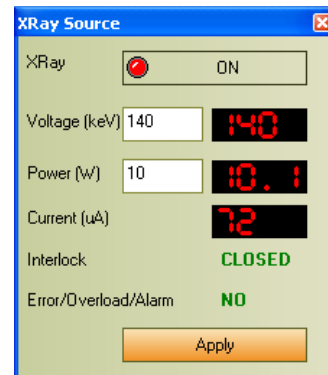 XRay Source
XRay ON
Voltage (keV) 140 140
Power (W) 10 10.1
Current (uA) 72
Interlock CLOSED
Error/Overload/Alarm NO
Apply